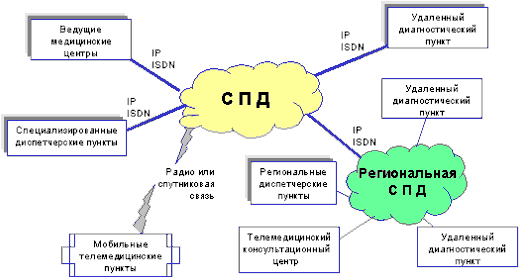 Ведущие
медицинские
центры
IP
ISDN
IP
ISDN
Удаленный
диагностический
пункт
СПД
IP
ISDN
Специализированные
диспетчерские пункты
IP
ISDN
Удаленный
диагностический
пункт
Радио или
спутниковая
связь
Региональные
диспетчерские
пункты
Региональная
СПД
Мобильные
телемедицинские
пункты
Телемедицинский
консультационный
центр
Удаленный
диагностический
пункт